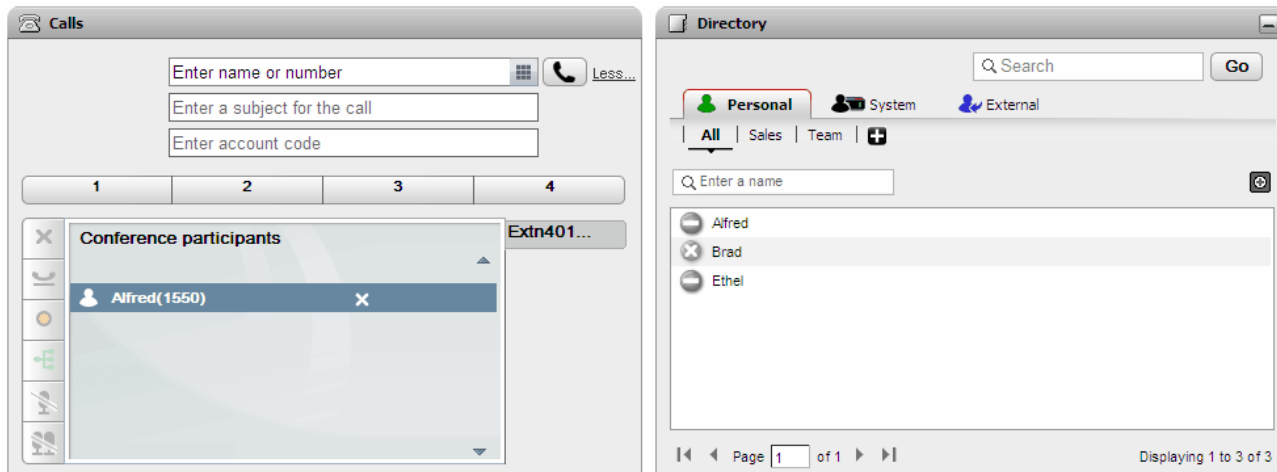 Calls
Enter name or number
Less...
Enter a subject for the call
Enter account code
1 2 3 4
Conference participants
Extn401...
Alfred(1550)
Directory
Search
Go
Personal System External
All Sales Team
Enter a name
Alfred
Brad
Ethel
Page 1 of 1
Displaying 1 to 3 of 3